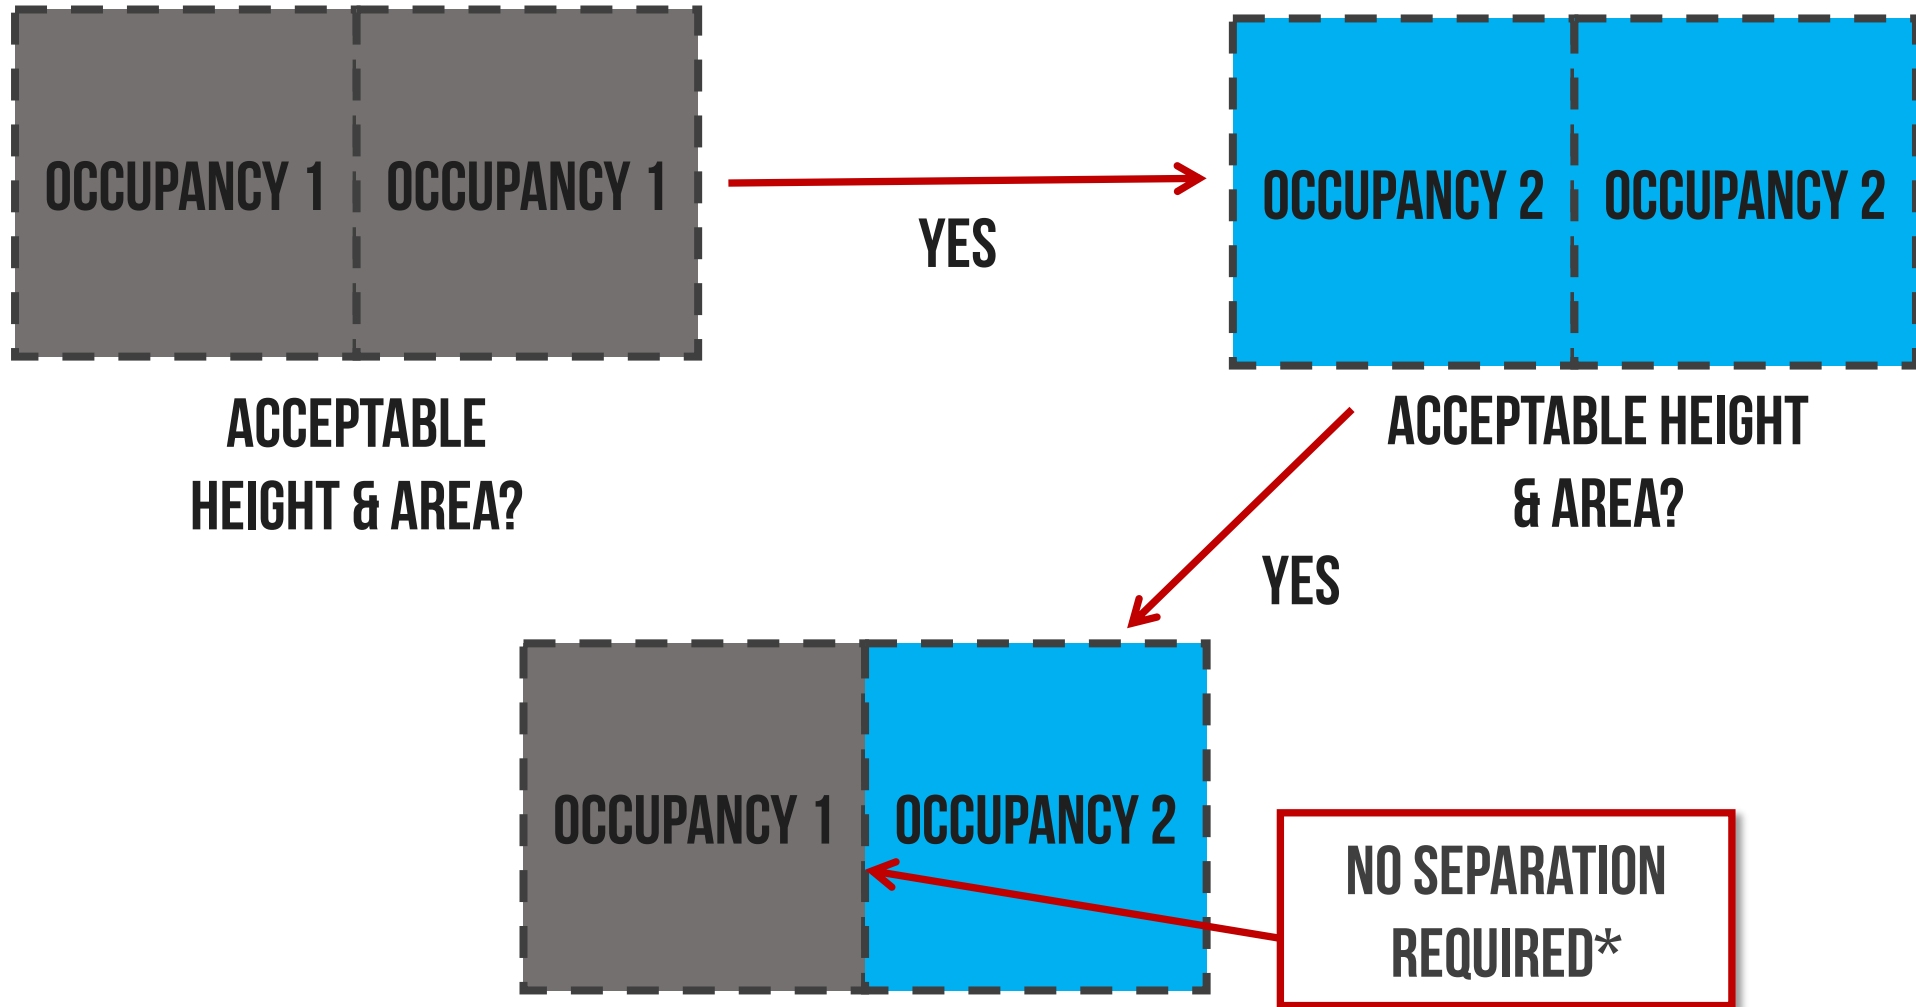 OCCUPANCY 1
OCCUPANCY 1
YES
OCCUPANCY 2
OCCUPANCY 2
ACCEPTABLE
HEIGHT & AREA?
ACCEPTABLE HEIGHT
& AREA?
YES
OCCUPANCY 1
OCCUPANCY 2
NO SEPARATION
REQUIRED*